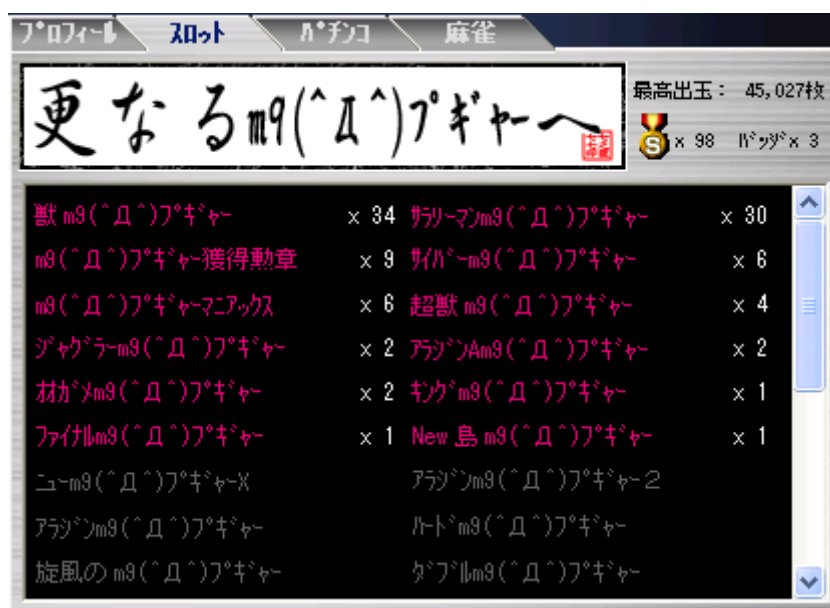 ﾌﾟﾛﾌｨｰﾙ ｽﾛｯﾄ ﾊﾟﾁﾝｺ 麻雀
更なるm9(^Д^)プギャーへ
最高出玉： 45,027枚
S x 98 ﾊﾞｯｼﾞx 3
獣m9(^Д^)ﾌﾟｷﾞｬｰ x 34 ｻﾗﾘｰﾏﾝm9(^Д^)ﾌﾟｷﾞｬｰ x 30
m9(^Д^)ﾌﾟｷﾞｬｰ獲得勲章 x 9 ｻｲﾊﾞｰm9(^Д^)ﾌﾟｷﾞｬｰ x 6
m9(^Д^)ﾌﾟｷﾞｬｰﾏﾆｱｯｸｽ x 6 超獣m9(^Д^)ﾌﾟｷﾞｬｰ x 4
ｼﾞｬｸﾞﾗｰm9(^Д^)ﾌﾟｷﾞｬｰ x 2 ｱﾗｼﾞﾝAm9(^Д^)ﾌﾟｷﾞｬｰ x 2
ｵｵｶﾞﾒm9(^Д^)ﾌﾟｷﾞｬｰ x 2 ｷﾝｸﾞm9(^Д^)ﾌﾟｷﾞｬｰ x 1
ﾌｧｲﾅﾙm9(^Д^)ﾌﾟｷﾞｬｰ x 1 New 島m9(^Д^)ﾌﾟｷﾞｬｰ x 1
ﾆｭｰm9(^Д^)ﾌﾟｷﾞｬｰX ｱﾗｼﾞﾝm9(^Д^)ﾌﾟｷﾞｬｰ２
ｱﾗｼﾞﾝm9(^Д^)ﾌﾟｷﾞｬｰ ﾊｰﾄﾞm9(^Д^)ﾌﾟｷﾞｬｰ
旋風のm9(^Д^)ﾌﾟｷﾞｬｰ ﾀﾞﾌﾞﾙm9(^Д^)ﾌﾟｷﾞｬｰ